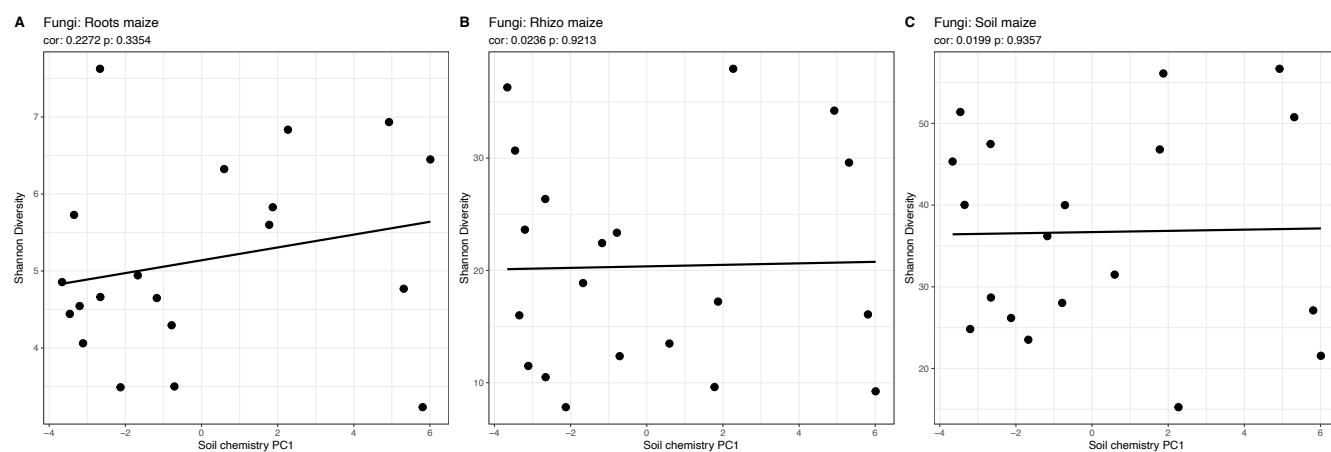 A Fungi: Roots maize
cor: 0.2272 p: 0.3354
7
6
5
4
Shannon Diversity
−4 −2 0 2 4 6
Soil chemistry PC1
B Fungi: Rhizo maize
cor: 0.0236 p: 0.9213
30
20
10
Shannon Diversity
−4 −2 0 2 4 6
Soil chemistry PC1
C Fungi: Soil maize
cor: 0.0199 p: 0.9357
50
40
30
20
Shannon Diversity
−4 −2 0 2 4 6
Soil chemistry PC1